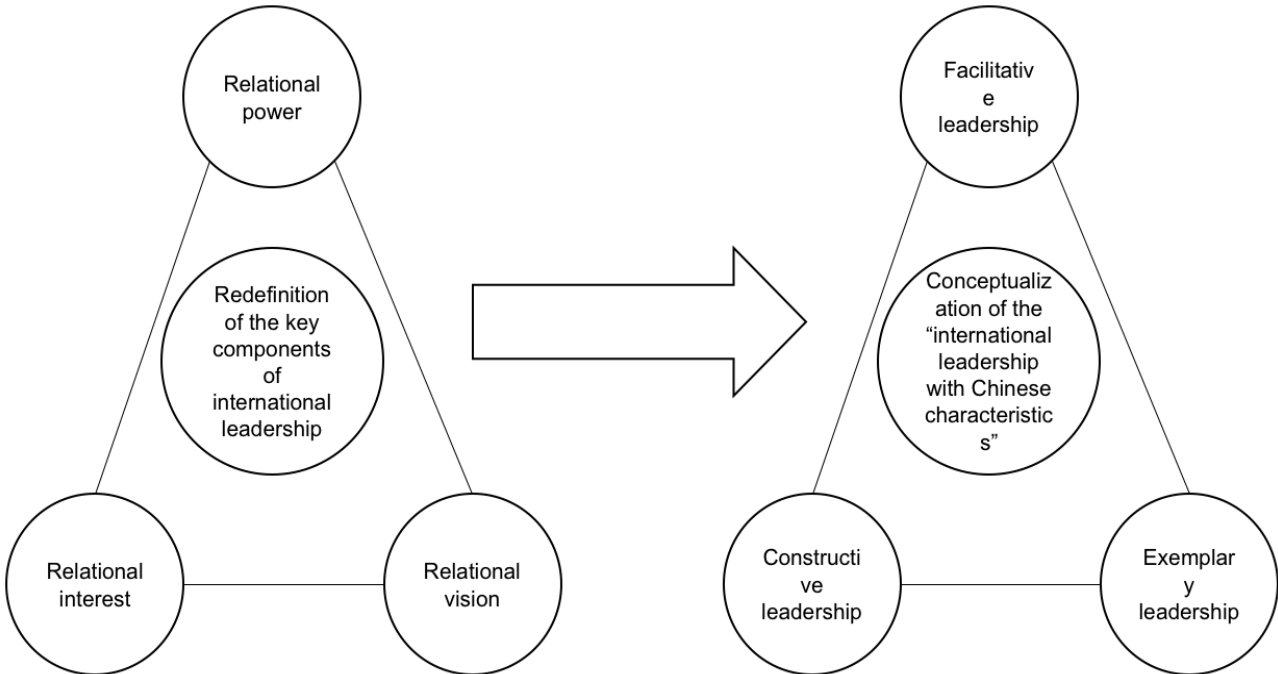 Relational
power
Redefinition
of the key
components
of
international
leadership
Relational
interest
Relational
vision
Facilitativ
e
leadership
Conceptualiz
ation of the
“international
leadership
with Chinese
characteristic
s”
Constructi
ve
leadership
Exemplar
y
leadership